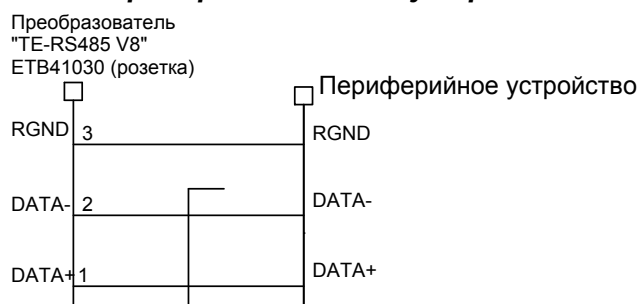 Преобразователь
"TE-RS485 V8"
ETB41030 (розетка)
Периферийное устройство
RGND 3 RGND
DATA- 2 DATA-
DATA+ 1 DATA+